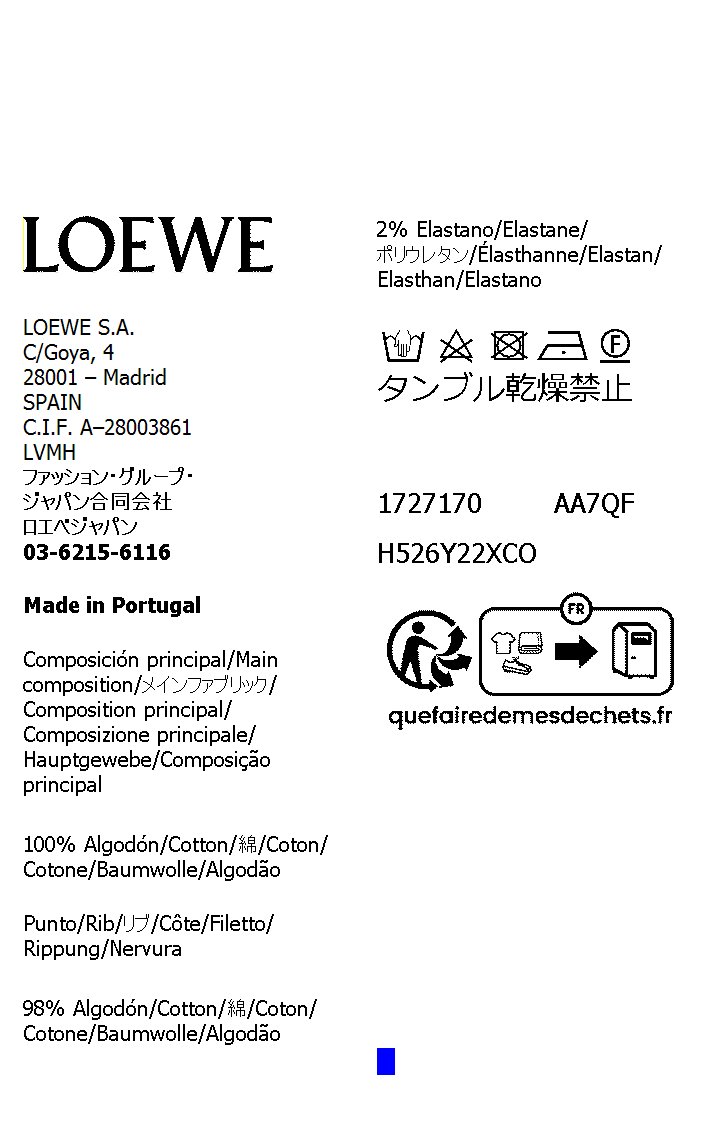 LOEWE
LOEWE S.A.
C/Goya, 4
28001 – Madrid
SPAIN
C.I.F. A–28003861
LVMH
ファッション・グループ・
ジャパン合同会社
ロエベジャパン
03-6215-6116
Made in Portugal
Composición principal/Main
composition/メインファブリック/
Composition principal/
Composizione principale/
Hauptgewebe/Composição
principal
100% Algodón/Cotton/綿/Coton/
Cotone/Baumwolle/Algodão
Punto/Rib/リブ/Côte/Filetto/
Rippung/Nervura
98% Algodón/Cotton/綿/Coton/
Cotone/Baumwolle/Algodão
2% Elastano/Elastane/
ポリウレタン/Élasthanne/Elastan/
Elasthan/Elastano
F
タンブル乾燥禁止
1727170 AA7QF
H526Y22XCO
FR
quefairedemesdechets.fr